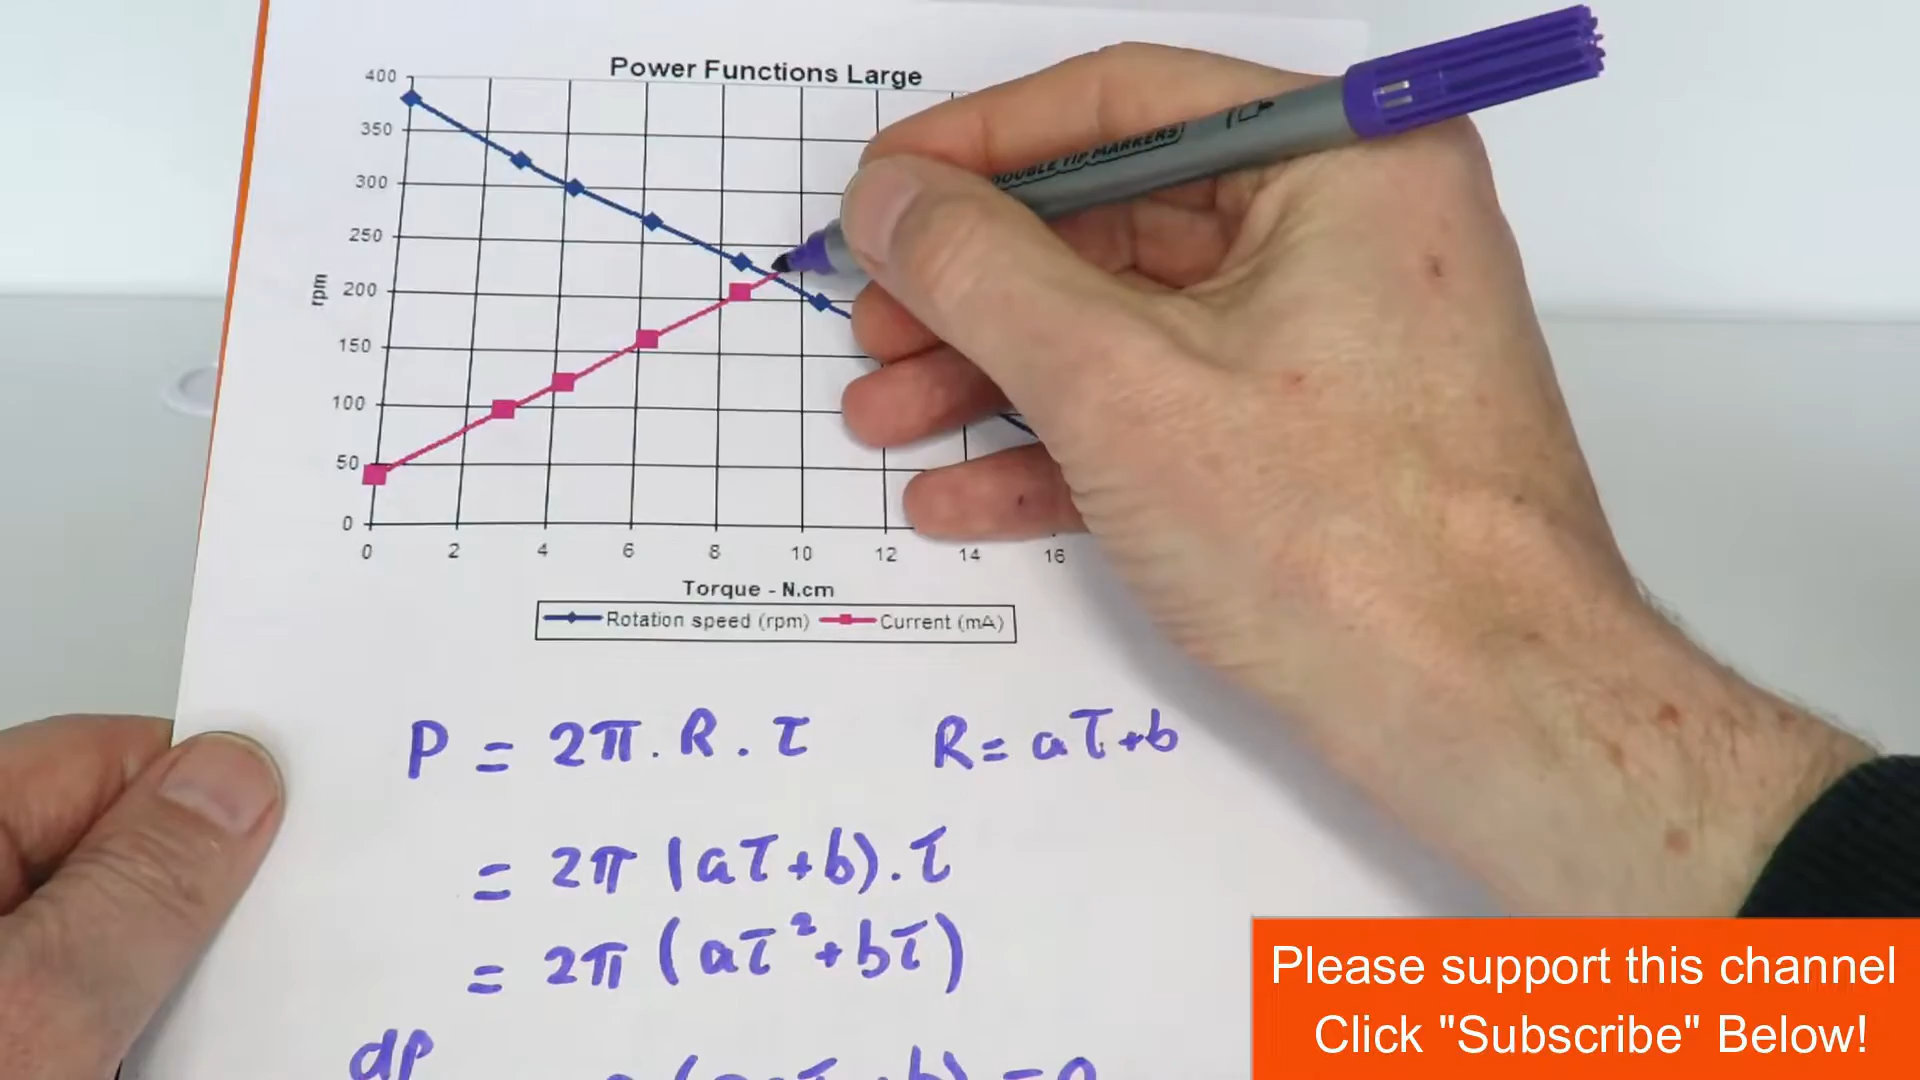 Power Functions Large
400
350
300
250
200
150
100
50
0
rpm
0 2 4 6 8 10 12 14 16
Torque - N.cm
Rotation speed (rpm) Current (mA)
DOUBLE TIP MARKERS
P = 2π . R . τ R = aτ + b
= 2π (aτ + b) . τ
= 2π (aτ² + bτ)
dP
Please support this channel
Click "Subscribe" Below!